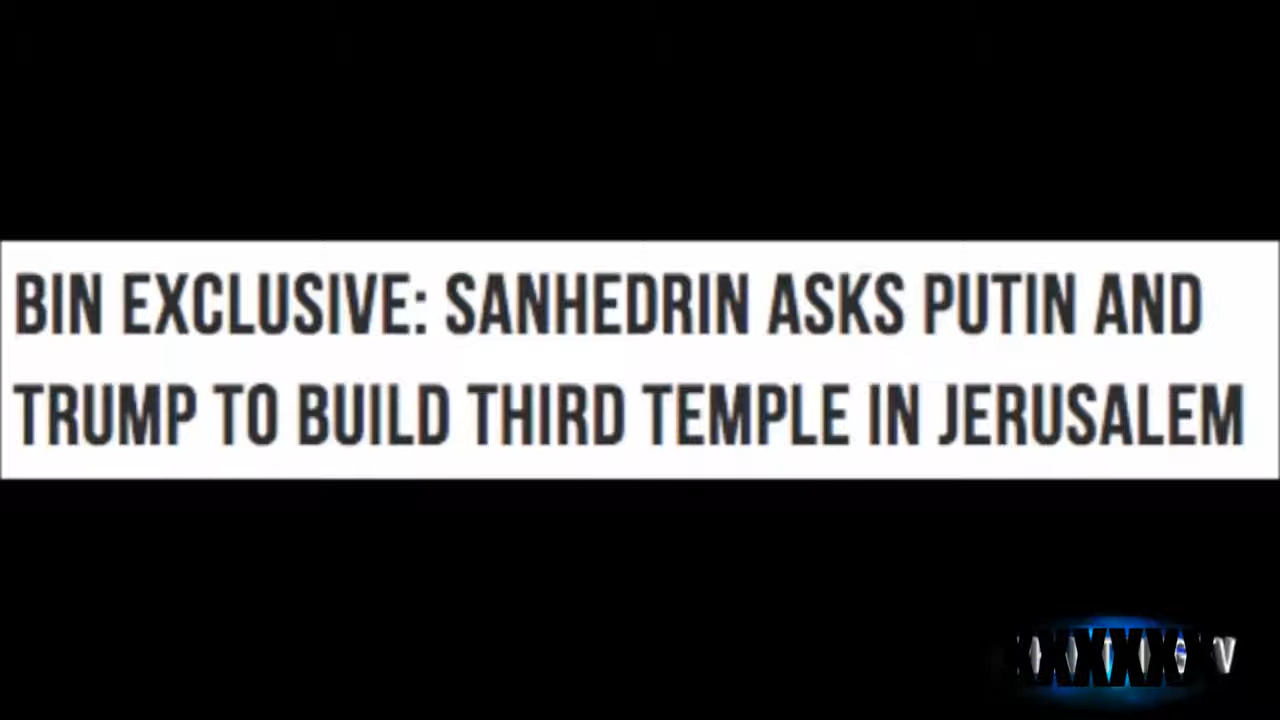 BIN EXCLUSIVE: SANHEDRIN ASKS PUTIN AND
TRUMP TO BUILD THIRD TEMPLE IN JERUSALEM